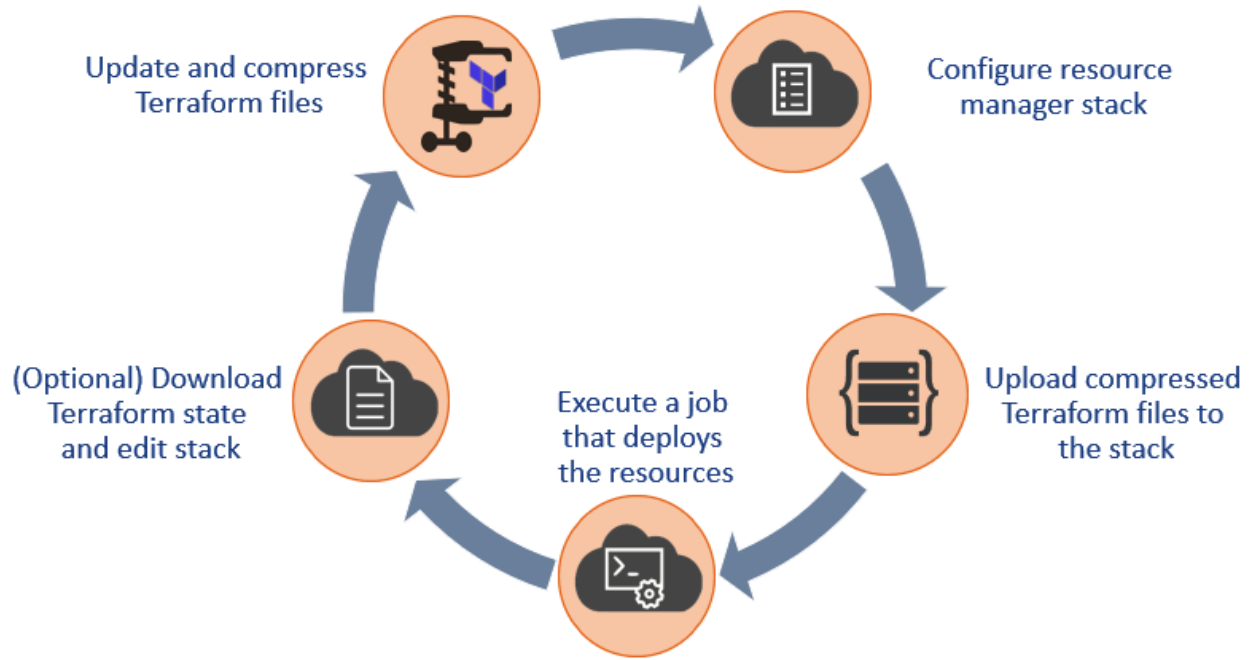 Update and compress
Terraform files
Configure resource
manager stack
Upload compressed
Terraform files to
the stack
Execute a job
that deploys
the resources
(Optional) Download
Terraform state
and edit stack